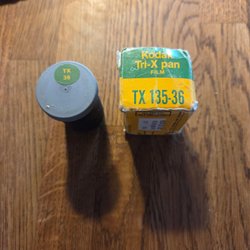 TX
36
Kodak
Tri-X pan
FILM
TX 135-36